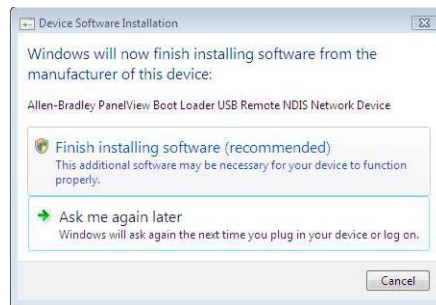 Device Software Installation
Windows will now finish installing software from the
manufacturer of this device:
Allen-Bradley PanelView Boot Loader USB Remote NDIS Network Device
Finish installing software (recommended)
This additional software may be necessary for your device to function
properly.
Ask me again later
Windows will ask again the next time you plug in your device or log on.
Cancel